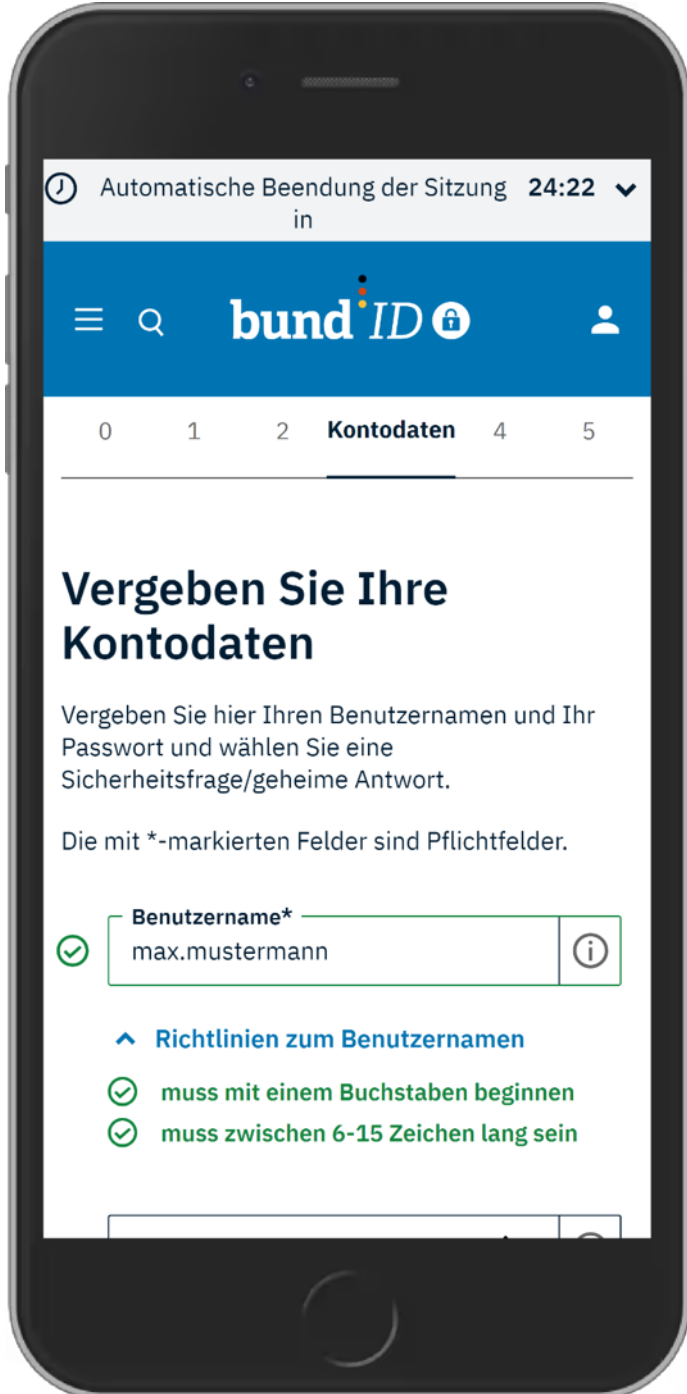 Automatische Beendung der Sitzung 24:22
in
bund ID
0 1 2 Kontodaten 4 5
Vergeben Sie Ihre
Kontodaten
Vergeben Sie hier Ihren Benutzernamen und Ihr
Passwort und wählen Sie eine
Sicherheitsfrage/geheime Antwort.
Die mit *-markierten Felder sind Pflichtfelder.
Benutzername*
max.mustermann
Richtlinien zum Benutzernamen
muss mit einem Buchstaben beginnen
muss zwischen 6-15 Zeichen lang sein